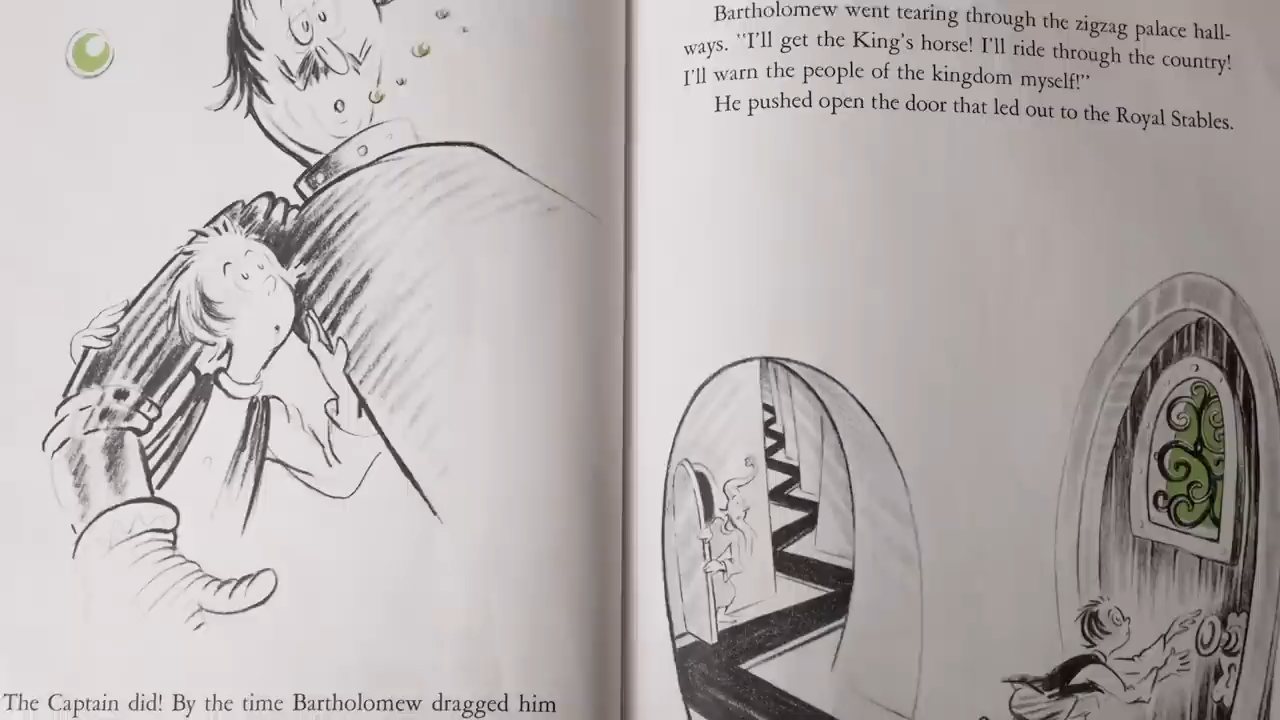 The Captain did! By the time Bartholomew dragged him
Bartholomew went tearing through the zigzag palace hall-
ways. "I'll get the King's horse! I'll ride through the country!
I'll warn the people of the kingdom myself!"
He pushed open the door that led out to the Royal Stables.